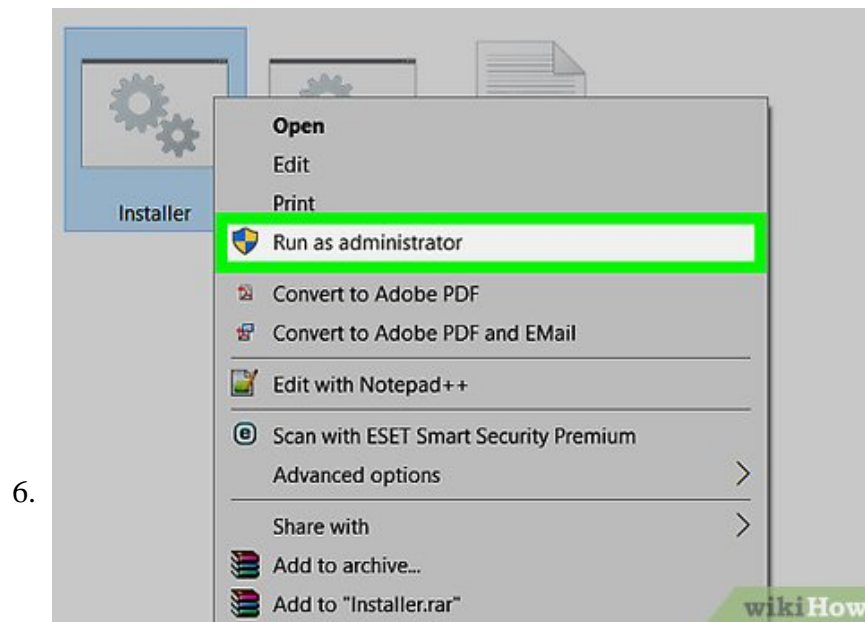 Open
Edit
Installer
Print
Run as administrator
Convert to Adobe PDF
Convert to Adobe PDF and EMail
Edit with Notepad++
Scan with ESET Smart Security Premium
Advanced options
6.
Share with
Add to archive...
Add to "Installer.rar"
wikiHow